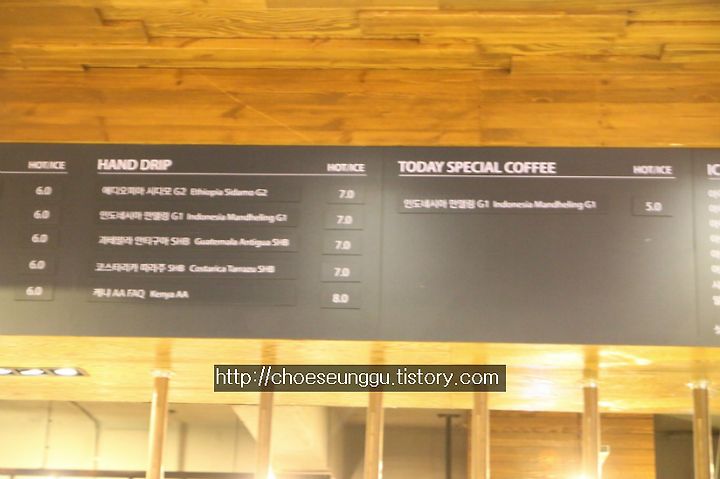 HOT/ICE
6.0
6.0
6.0
6.0
6.0
HAND DRIP HOT/ICE
에디오피아 시다모 G2 Ethiopia Sidamo G2 7.0
인도네시아 만델링 G1 Indonesia Mandheling G1 7.0
과테말라 안티구아 SHB Guatemala Antigua SHB 7.0
코스타리카 따라주 SHB Costarica Tarrazu SHB 7.0
케냐 AA FAQ Kenya AA 8.0
TODAY SPECIAL COFFEE HOT/ICE
인도네시아 만델링 G1 Indonesia Mandheling G1 5.0
IC
http://choeseunggu.tistory.com